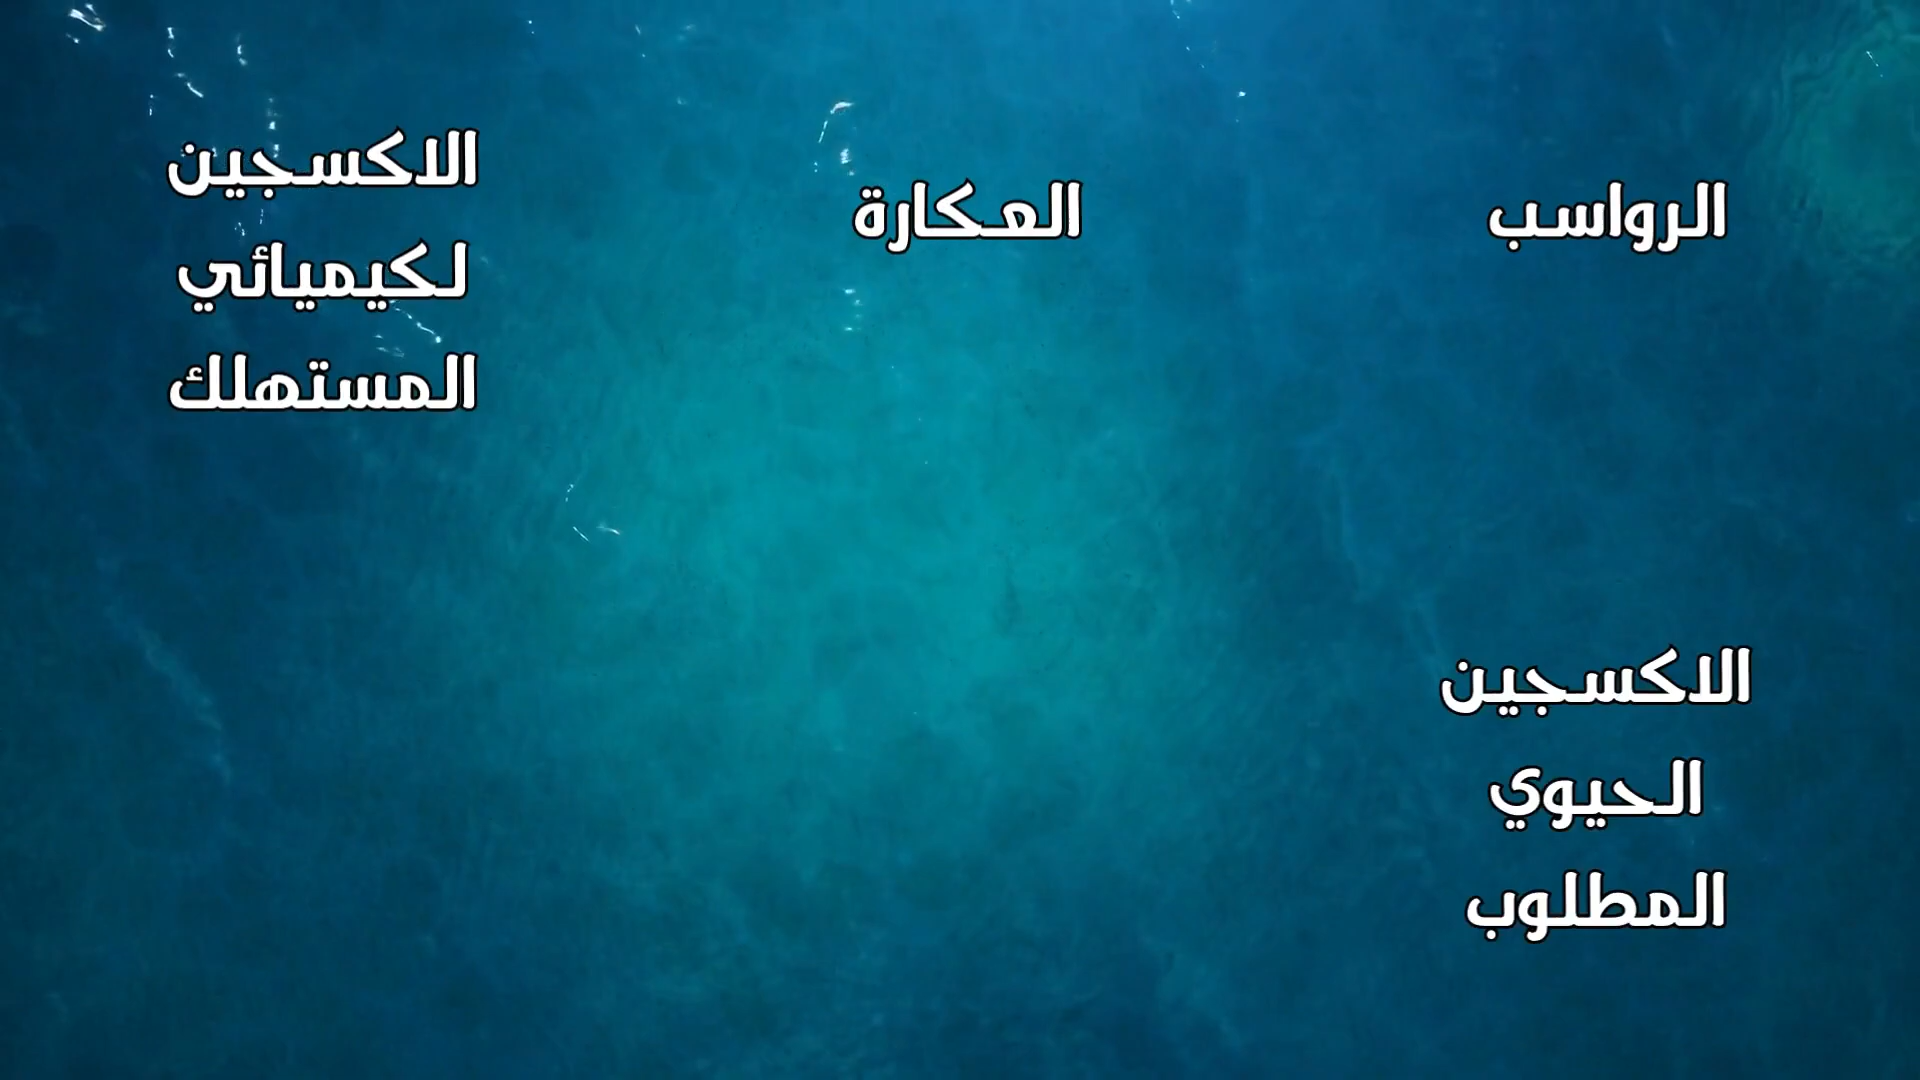 الرواسب
العكارة
الاكسجين
لكيميائي
المستهلك
الاكسجين
الحيوي
المطلوب